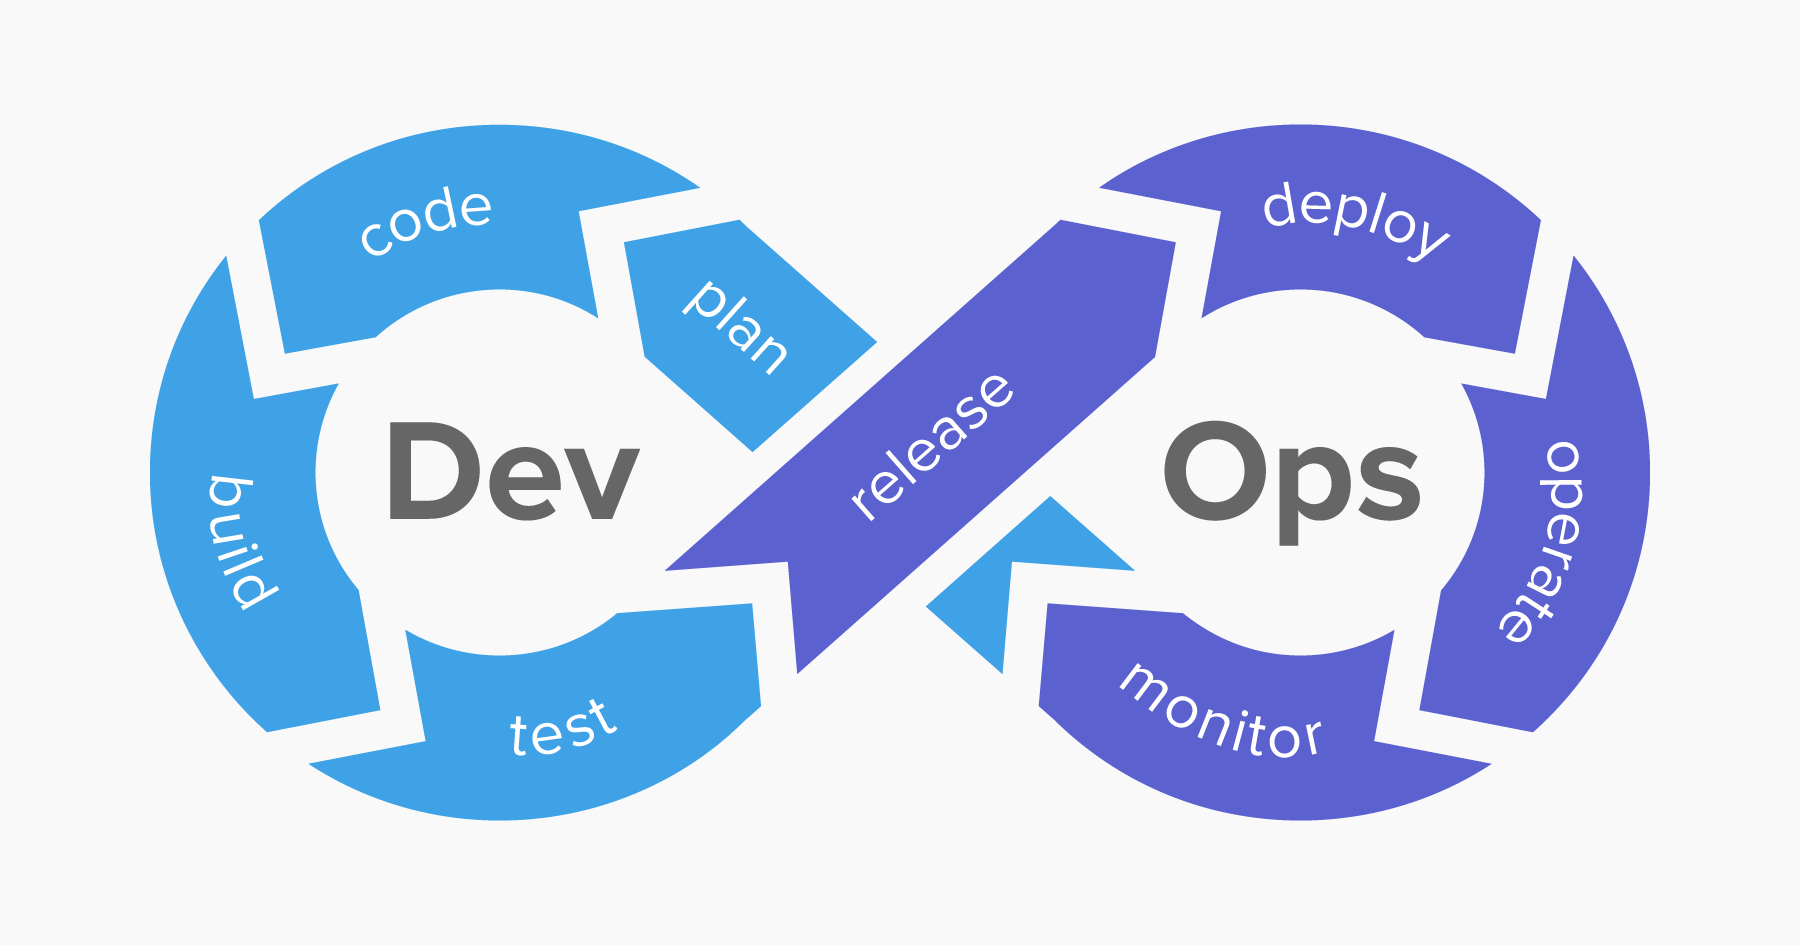 code
plan
build
test
Dev
release
Ops
deploy
operate
monitor